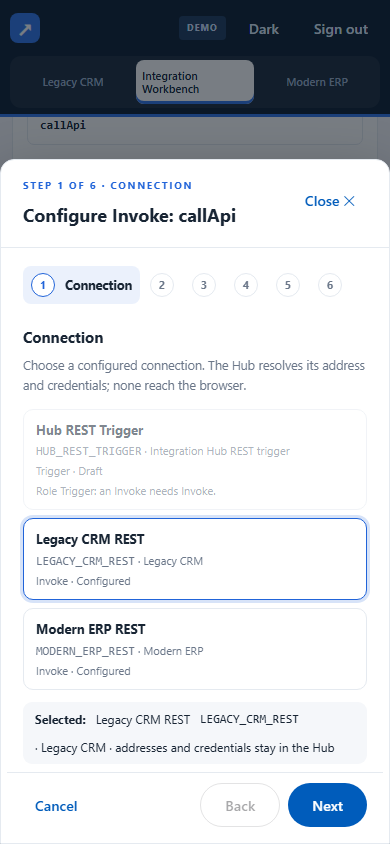 DEMO Dark Sign out
Legacy CRM Integration Workbench Modern ERP
callApi
STEP 1 OF 6 · CONNECTION
Configure Invoke: callApi
Close ×
1 Connection 2 3 4 5 6
Connection
Choose a configured connection. The Hub resolves its address
and credentials; none reach the browser.
Hub REST Trigger
HUB_REST_TRIGGER · Integration Hub REST trigger
Trigger · Draft
Role Trigger: an Invoke needs Invoke.
Legacy CRM REST
LEGACY_CRM_REST · Legacy CRM
Invoke · Configured
Modern ERP REST
MODERN_ERP_REST · Modern ERP
Invoke · Configured
Selected: Legacy CRM REST LEGACY_CRM_REST
· Legacy CRM · addresses and credentials stay in the Hub
Cancel Back Next